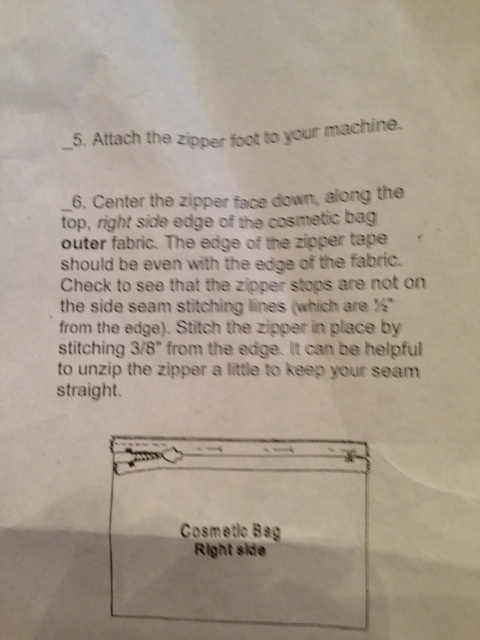 _5. Attach the zipper foot to your machine.
_6. Center the zipper face down, along the
top, right side edge of the cosmetic bag
outer fabric. The edge of the zipper tape
should be even with the edge of the fabric.
Check to see that the zipper stops are not on
the side seam stitching lines (which are ½"
from the edge). Stitch the zipper in place by
stitching 3/8" from the edge. It can be helpful
to unzip the zipper a little to keep your seam
straight.
Cosmetic Bag
Right side